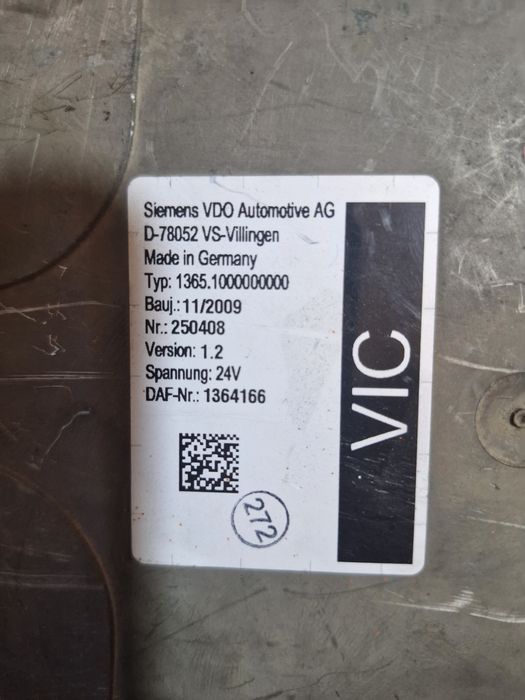 Siemens VDO Automotive AG
D-78052 VS-Villingen
Made in Germany
Typ: 1365.1000000000
Bauj.: 11/2009
Nr.: 250408
Version: 1.2
Spannung: 24V
DAF-Nr.: 1364166
VIC
272